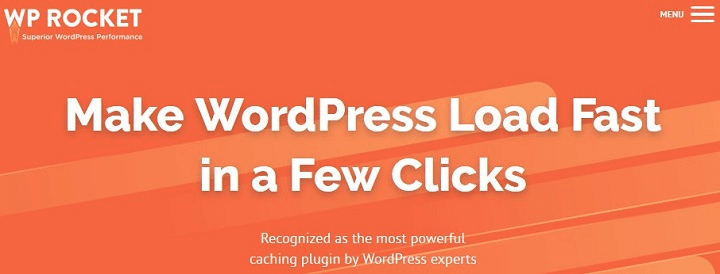 WP ROCKET
Superior WordPress Performance
MENU
Make WordPress Load Fast
in a Few Clicks
Recognized as the most powerful
caching plugin by WordPress experts